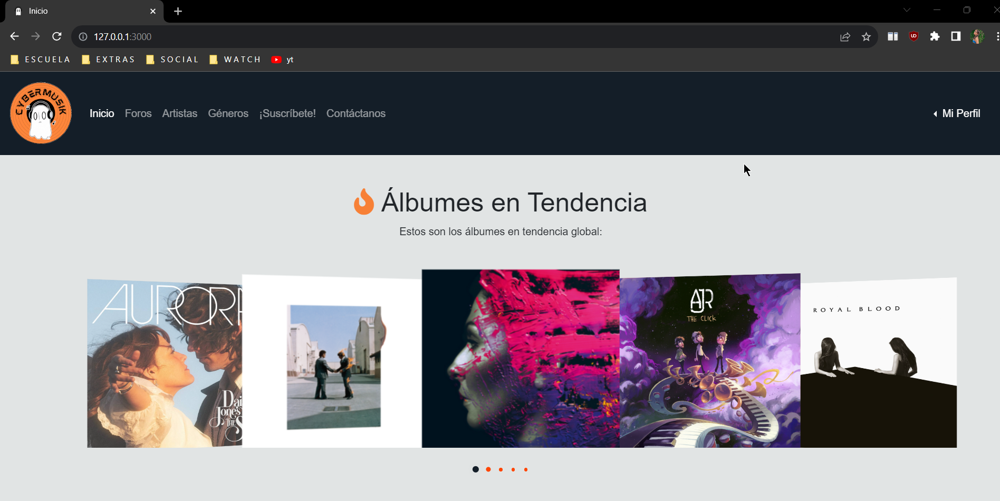 Inicio
127.0.0.1:3000
ESCUELA EXTRAS SOCIAL WATCH yt
CYBERMUSIK
Inicio Foros Artistas Géneros ¡Suscríbete! Contáctanos Mi Perfil
Álbumes en Tendencia
Estos son los álbumes en tendencia global:
AURORA
AJR
THE CLICK
ROYAL BLOOD
Dai
Jones
THE
S